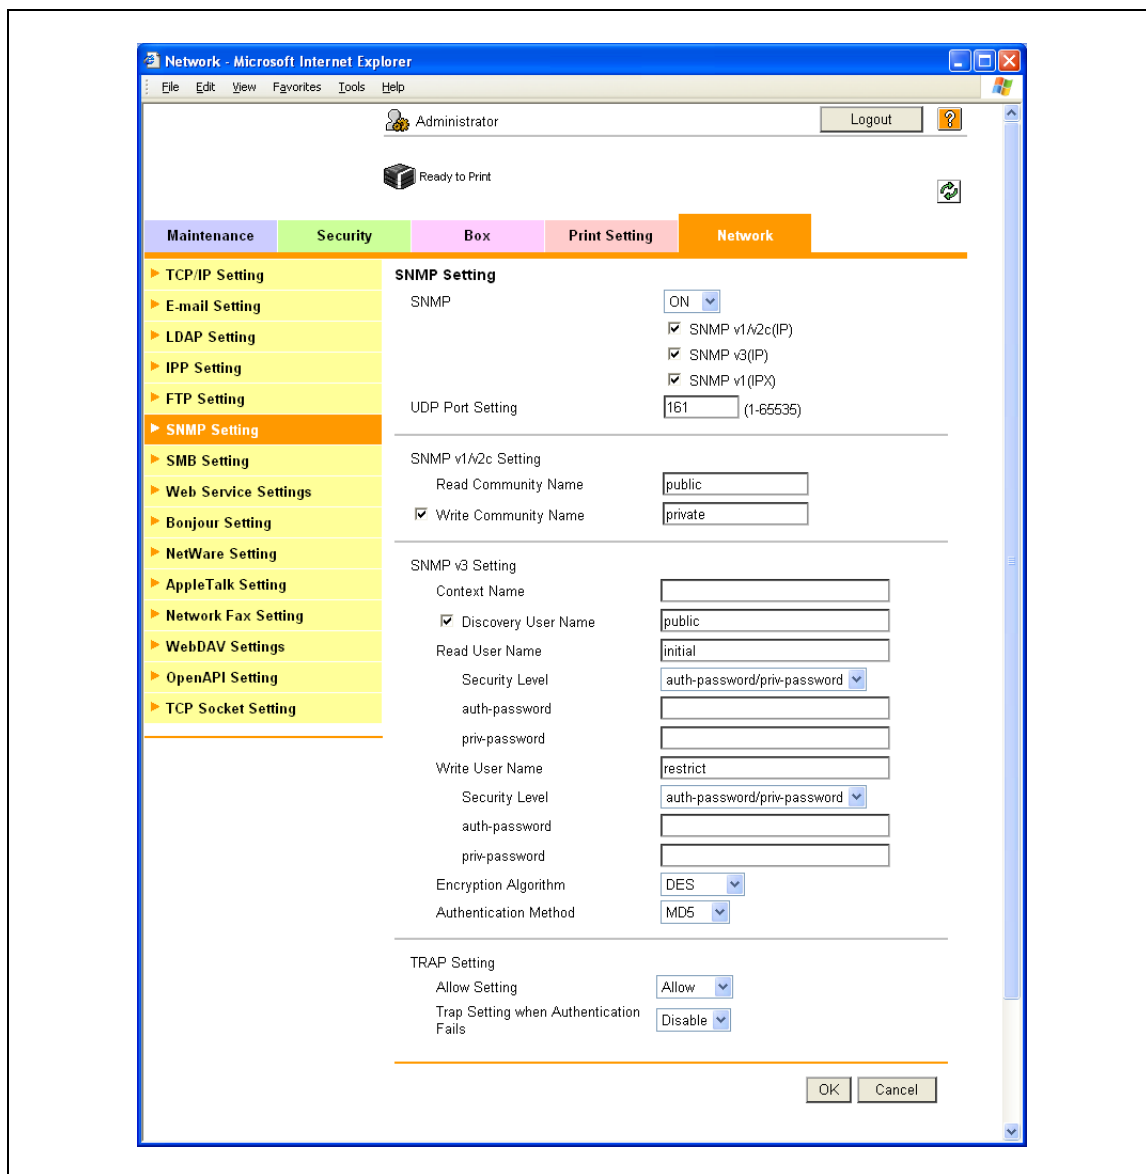 Network - Microsoft Internet Explorer
File Edit View Favorites Tools Help
Administrator
Logout
?
Ready to Print
Maintenance Security Box Print Setting Network
TCP/IP Setting
E-mail Setting
LDAP Setting
IPP Setting
FTP Setting
SNMP Setting
SMB Setting
Web Service Settings
Bonjour Setting
NetWare Setting
AppleTalk Setting
Network Fax Setting
WebDAV Settings
OpenAPI Setting
TCP Socket Setting
SNMP Setting
SNMP ON
SNMP v1/v2c(IP)
SNMP v3(IP)
SNMP v1(IPX)
UDP Port Setting 161 (1-65535)
SNMP v1/v2c Setting
Read Community Name public
Write Community Name private
SNMP v3 Setting
Context Name
Discovery User Name public
Read User Name initial
Security Level auth-password/priv-password
auth-password
priv-password
Write User Name restrict
Security Level auth-password/priv-password
auth-password
priv-password
Encryption Algorithm DES
Authentication Method MD5
TRAP Setting
Allow Setting Allow
Trap Setting when Authentication
Fails Disable
OK Cancel